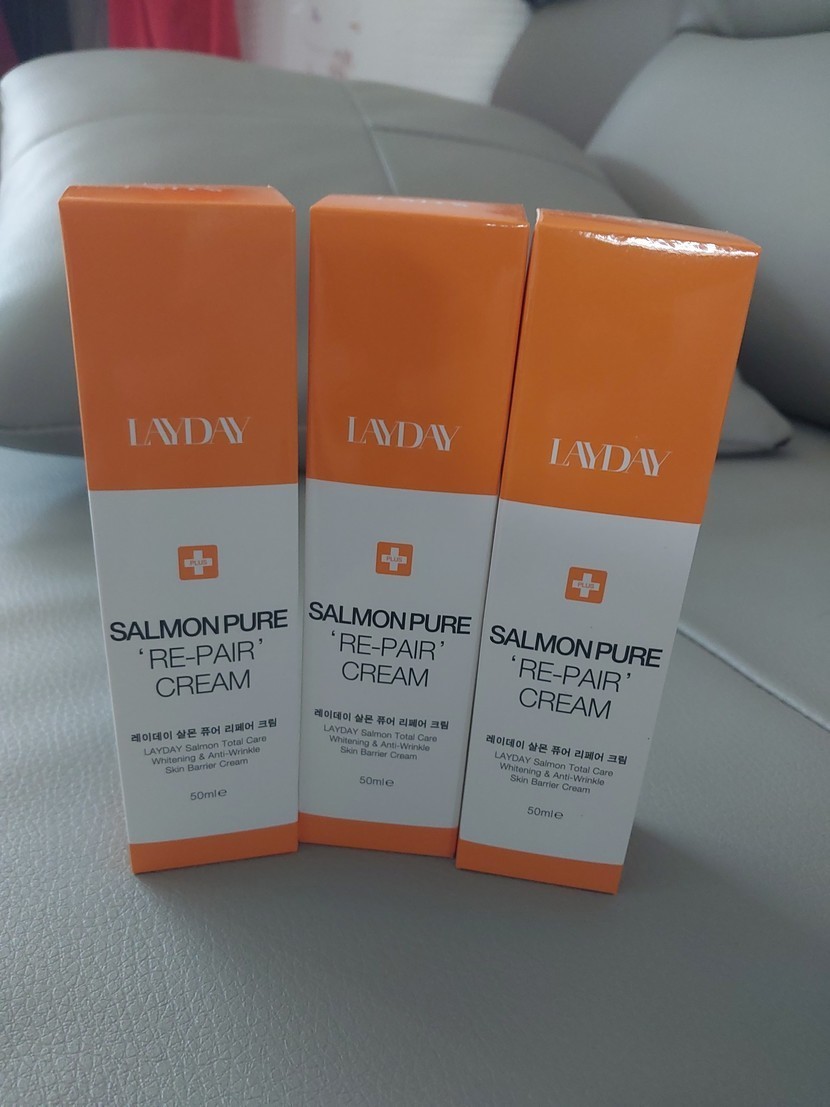 LAYDAY
PLUS
SALMON PURE
'RE-PAIR'
CREAM
레이데이 살몬 퓨어 리페어 크림
LAYDAY Salmon Total Care
Whitening & Anti-Wrinkle
Skin Barrier Cream
50ml℮
LAYDAY
PLUS
SALMON PURE
'RE-PAIR'
CREAM
레이데이 살몬 퓨어 리페어 크림
LAYDAY Salmon Total Care
Whitening & Anti-Wrinkle
Skin Barrier Cream
50ml℮
LAYDAY
PLUS
SALMON PURE
'RE-PAIR'
CREAM
레이데이 살몬 퓨어 리페어 크림
LAYDAY Salmon Total Care
Whitening & Anti-Wrinkle
Skin Barrier Cream
50ml℮